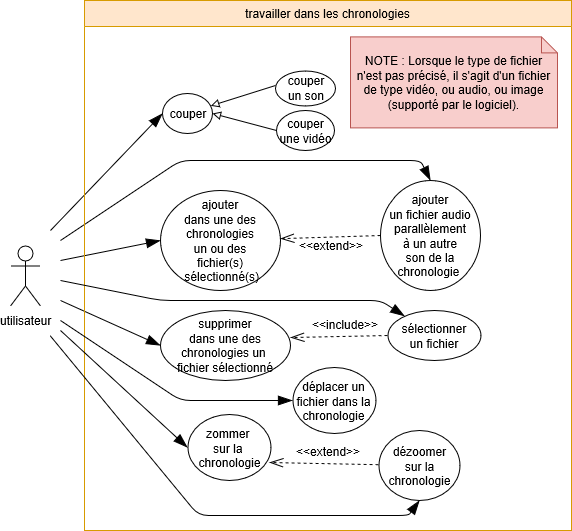 travailler dans les chronologies
NOTE : Lorsque le type de fichier
n'est pas précisé, il s'agit d'un fichier
de type vidéo, ou audio, ou image
(supporté par le logiciel).
couper
un son
couper
couper
une vidéo
ajouter
dans une des
chronologies
un ou des
fichier(s)
sélectionné(s)
<<extend>>
ajouter
un fichier audio
parallèlement
à un autre
son de la
chronologie
utilisateur
supprimer
dans une des
chronologies un
fichier sélectionné
<<include>>
sélectionner
un fichier
déplacer un
fichier dans la
chronologie
zommer
sur la
chronologie
<<extend>>
dézoomer
sur la
chronologie